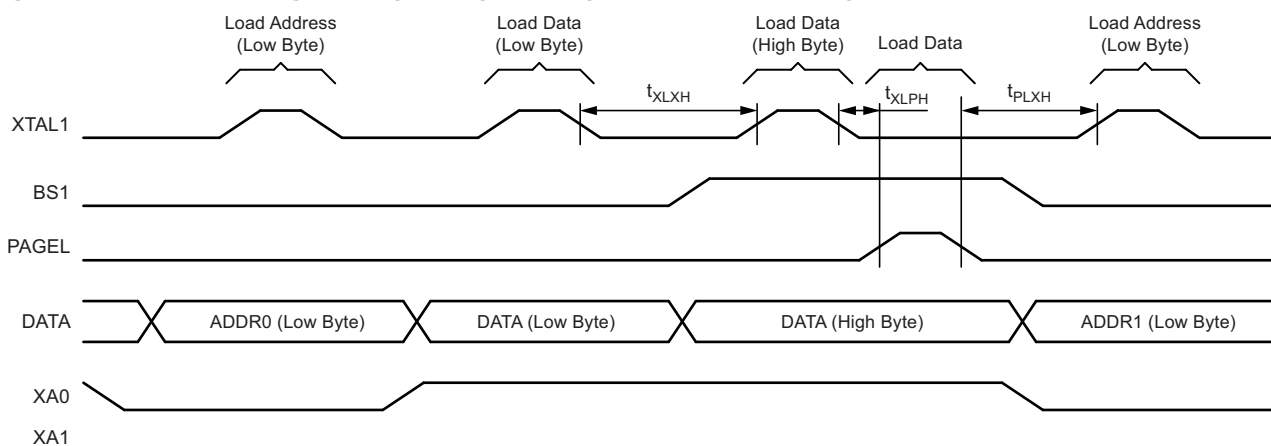 Load Address
(Low Byte)
Load Data
(Low Byte)
Load Data
(High Byte)
Load Data
Load Address
(Low Byte)
tXLXH
tXLPH
tPLXH
XTAL1
BS1
PAGEL
DATA
ADDR0 (Low Byte)
DATA (Low Byte)
DATA (High Byte)
ADDR1 (Low Byte)
XA0
XA1